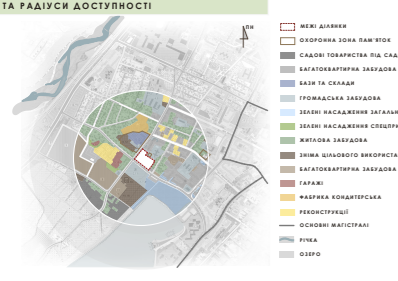 ТА РАДІУСИ ДОСТУПНОСТІ
ПН
МЕЖІ ДІЛЯНКИ
ОХОРОННА ЗОНА ПАМ'ЯТОК
САДОВІ ТОВАРИСТВА ПІД САД
БАГАТОКВАРТИРНА ЗАБУДОВА
БАЗИ ТА СКЛАДИ
ГРОМАДСЬКА ЗАБУДОВА
ЗЕЛЕНІ НАСАДЖЕННЯ ЗАГАЛЬН
ЗЕЛЕНІ НАСАДЖЕННЯ СПЕЦПРИ
ЖИТЛОВА ЗАБУДОВА
ЗМІНА ЦІЛЬОВОГО ВИКОРИСТА
БАГАТОКВАРТИРНА ЗАБУДОВА
ГАРАЖІ
ФАБРИКА КОНДИТЕРСЬКА
РЕКОНСТРУКЦІЇ
ОСНОВНІ МАГІСТРАЛІ
РІЧКА
ОЗЕРО